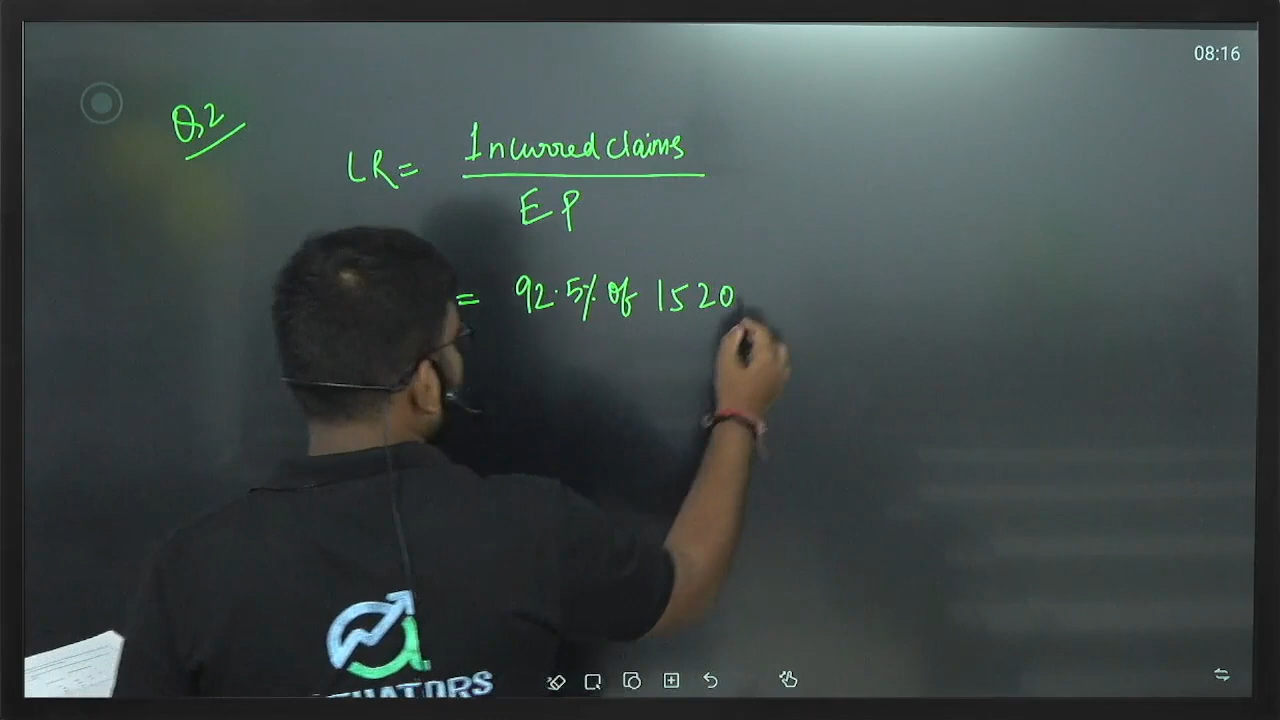 08:16
Q2
LR = Incurred claims
EP
= 92.5% of 1520